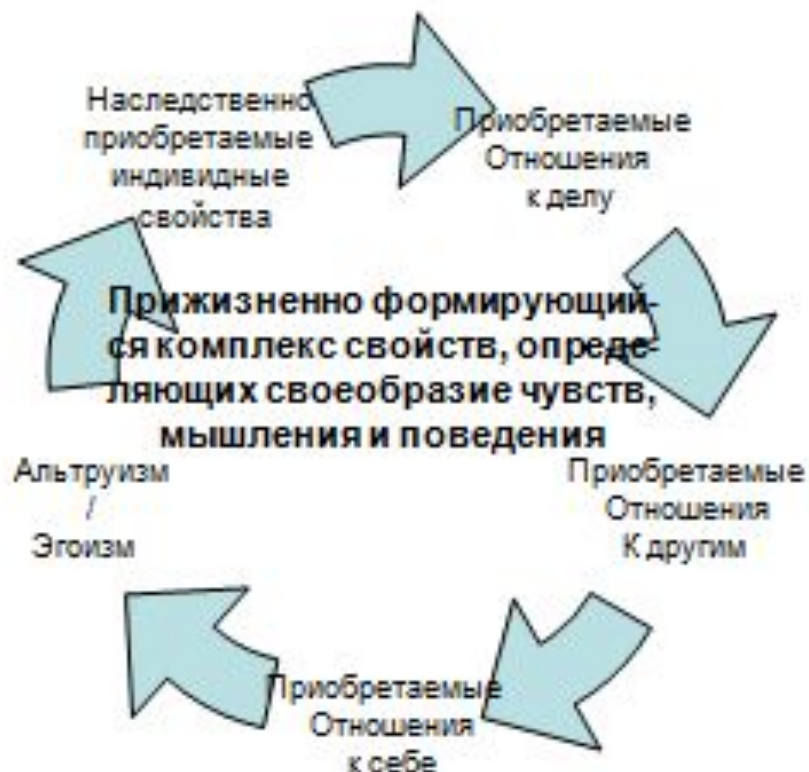 Наследственно
приобретаемые
индивидные
свойства
Приобретаемые
Отношения
к делу
Прижизненно формирующий-
ся комплекс свойств, опреде-
ляющих своеобразие чувств,
мышления и поведения
Альтруизм
/
Эгоизм
Приобретаемые
Отношения
К другим
Приобретаемые
Отношения
к себе